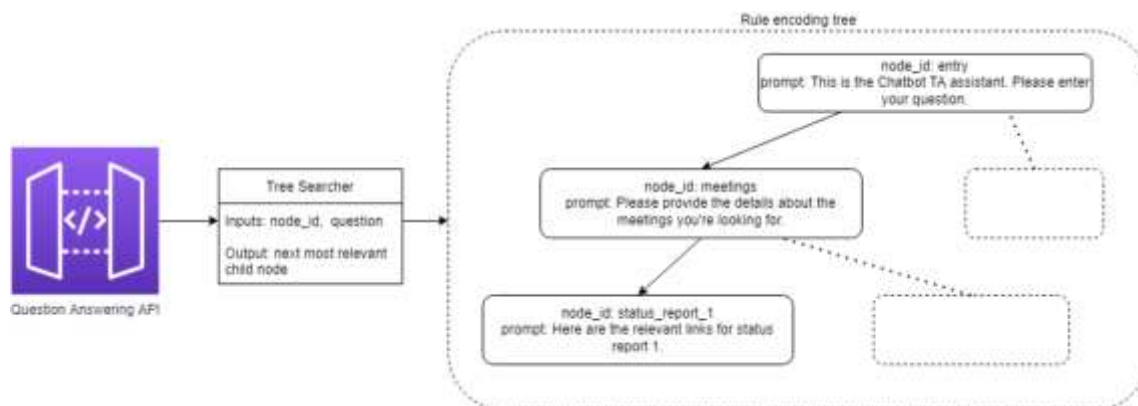 Rule encoding tree
node_id: entry
prompt: This is the Chatbot TA assistant. Please enter
your question.
node_id: meetings
prompt: Please provide the details about the
meetings you're looking for.
node_id: status_report_1
prompt: Here are the relevant links for status
report 1.
Tree Searcher
Inputs: node_id, question
Output: next most relevant
child node
</>
Question Answering API